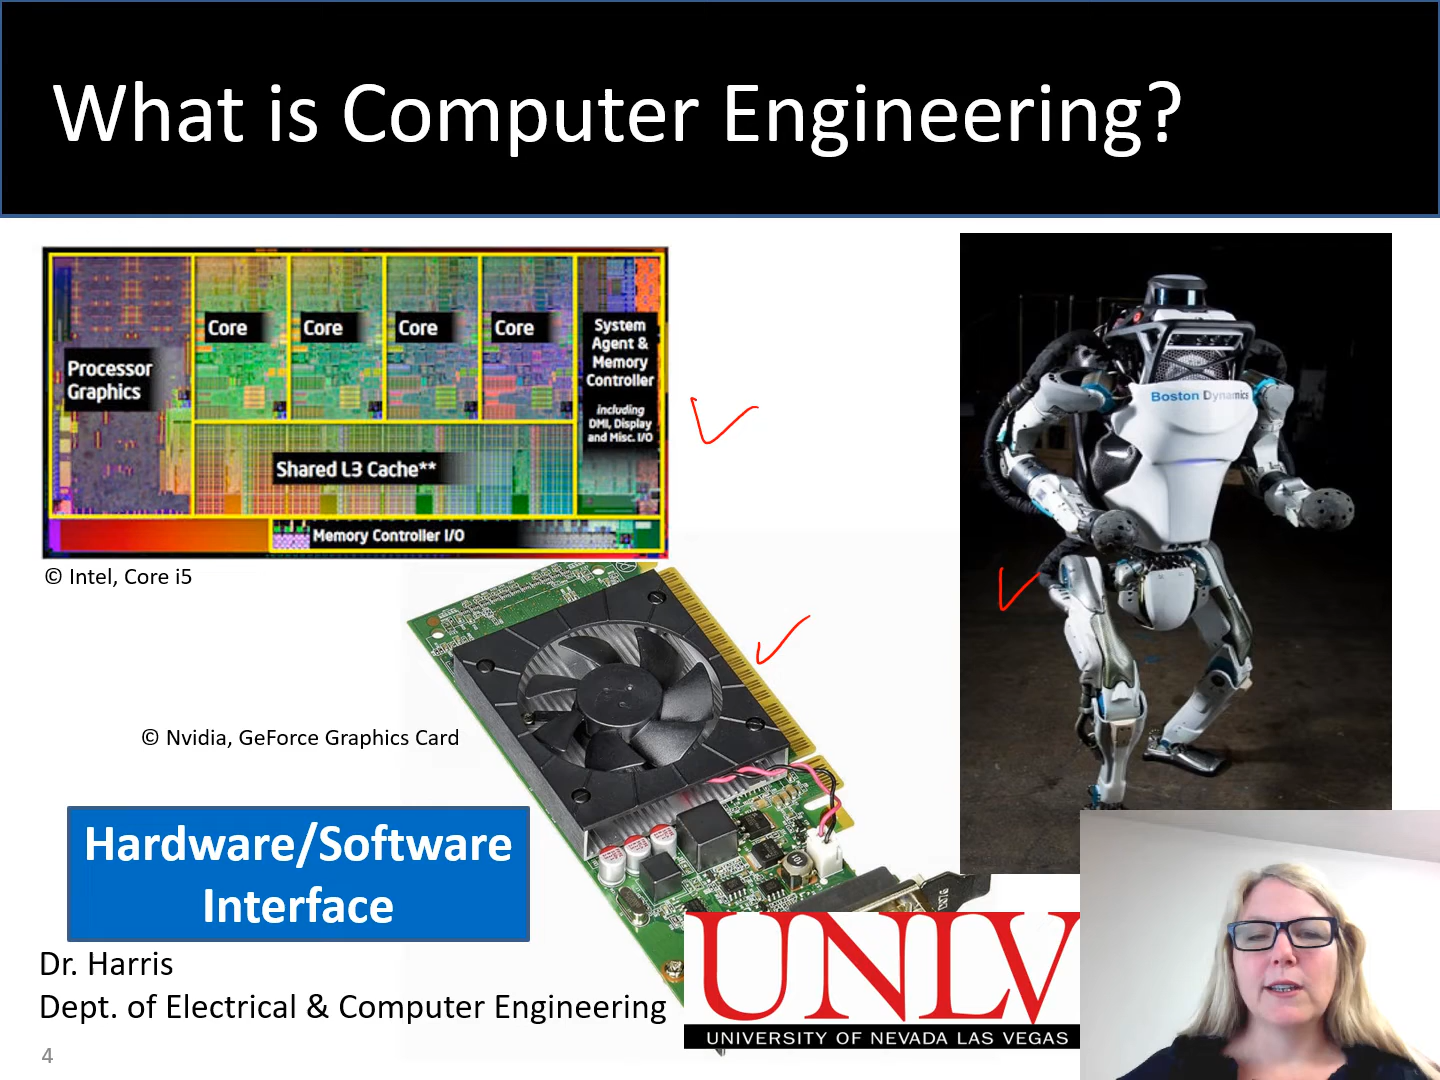 What is Computer Engineering?
Processor
Graphics
Core
Core
Core
Core
System
Agent &
Memory
Controller
including
DMI, Display
and Misc. I/O
Shared L3 Cache**
Memory Controller I/O
© Intel, Core i5
Boston Dynamics
© Nvidia, GeForce Graphics Card
Hardware/Software
Interface
Dr. Harris
Dept. of Electrical & Computer Engineering
UNLV
UNIVERSITY OF NEVADA LAS VEGAS
4